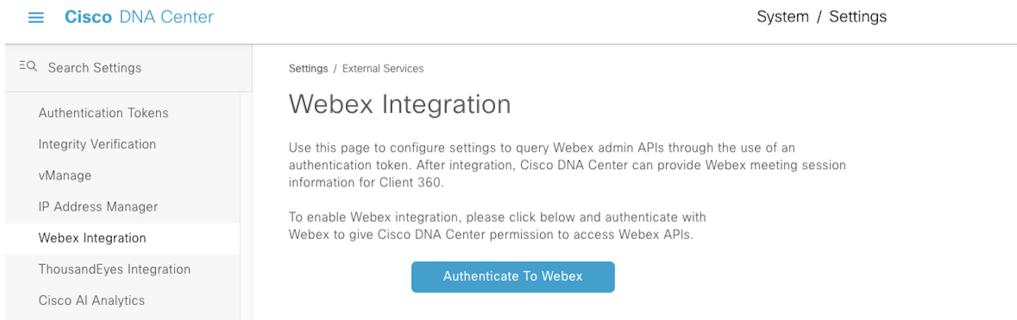 Cisco DNA Center
System / Settings
Search Settings
Authentication Tokens
Integrity Verification
vManage
IP Address Manager
Webex Integration
ThousandEyes Integration
Cisco AI Analytics
Settings / External Services
Webex Integration
Use this page to configure settings to query Webex admin APIs through the use of an
authentication token. After integration, Cisco DNA Center can provide Webex meeting session
information for Client 360.
To enable Webex integration, please click below and authenticate with
Webex to give Cisco DNA Center permission to access Webex APIs.
Authenticate To Webex